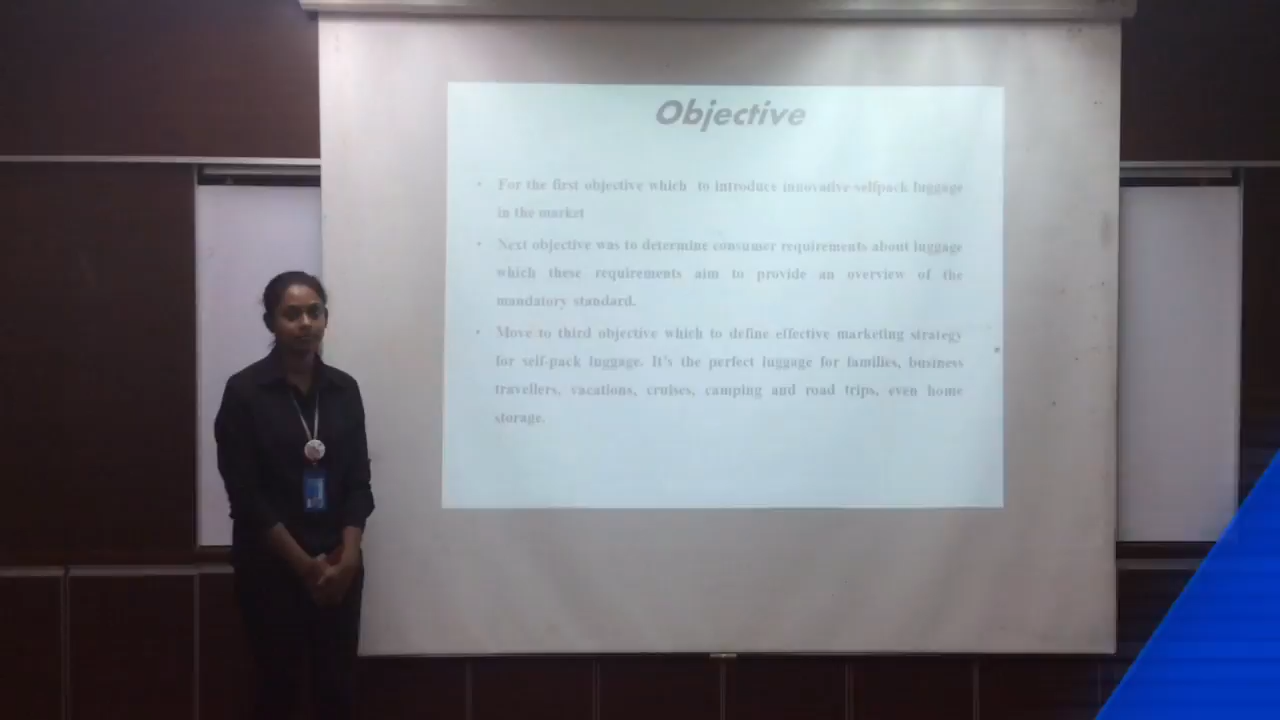 Objective
• For the first objective which to introduce innovative selfpack luggage
in the market
• Next objective was to determine consumer requirements about luggage
which these requirements aim to provide an overview of the
mandatory standard.
• Move to third objective which to define effective marketing strategy
for self-pack luggage. It's the perfect luggage for families, business
travellers, vacations, cruises, camping and road trips, even home
storage.